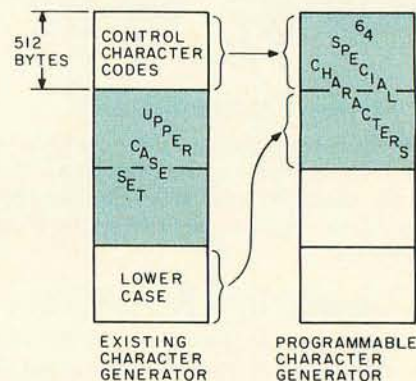 512
BYTES
CONTROL
CHARACTER
CODES
UPPER
CASE
SET
LOWER
CASE
EXISTING
CHARACTER
GENERATOR
64
SPECIAL
CHARACTERS
PROGRAMMABLE
CHARACTER
GENERATOR